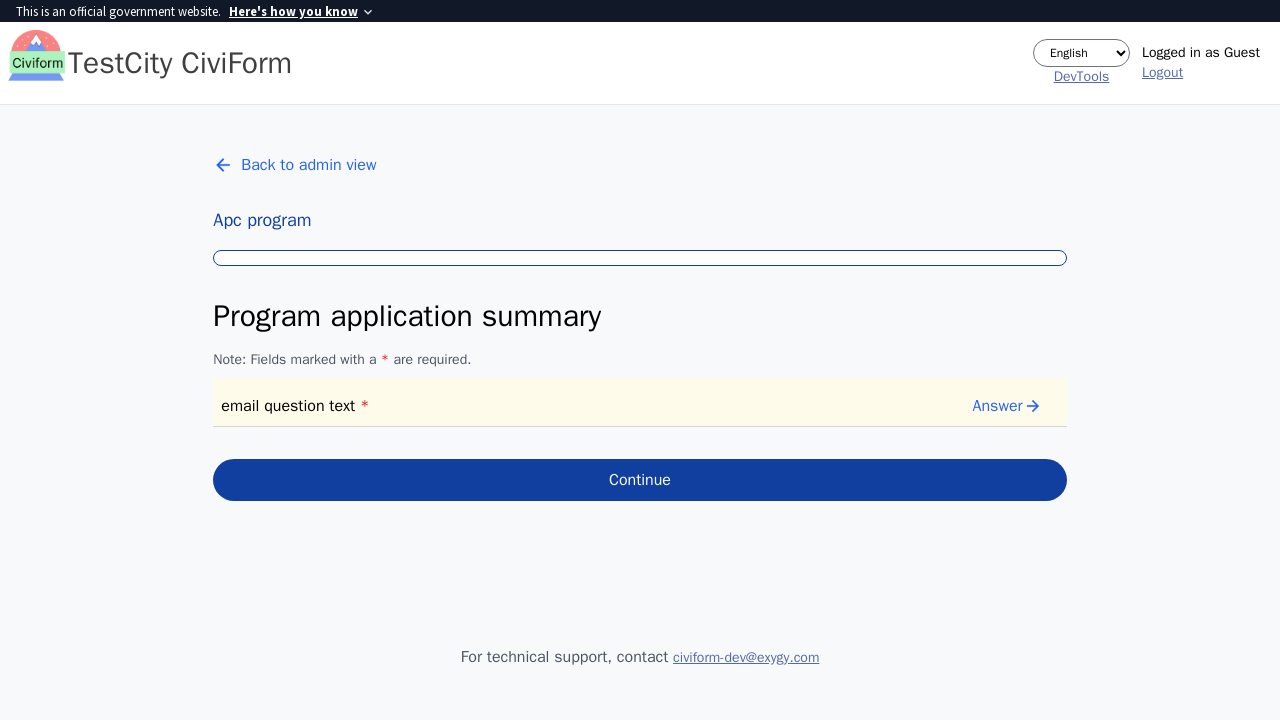 This is an official government website. Here's how you know
Civiform
TestCity CiviForm
English
DevTools
Logged in as Guest
Logout
Back to admin view
Apc program
Program application summary
Note: Fields marked with a * are required.
email question text *
Answer
Continue
For technical support, contact civiform-dev@exygy.com